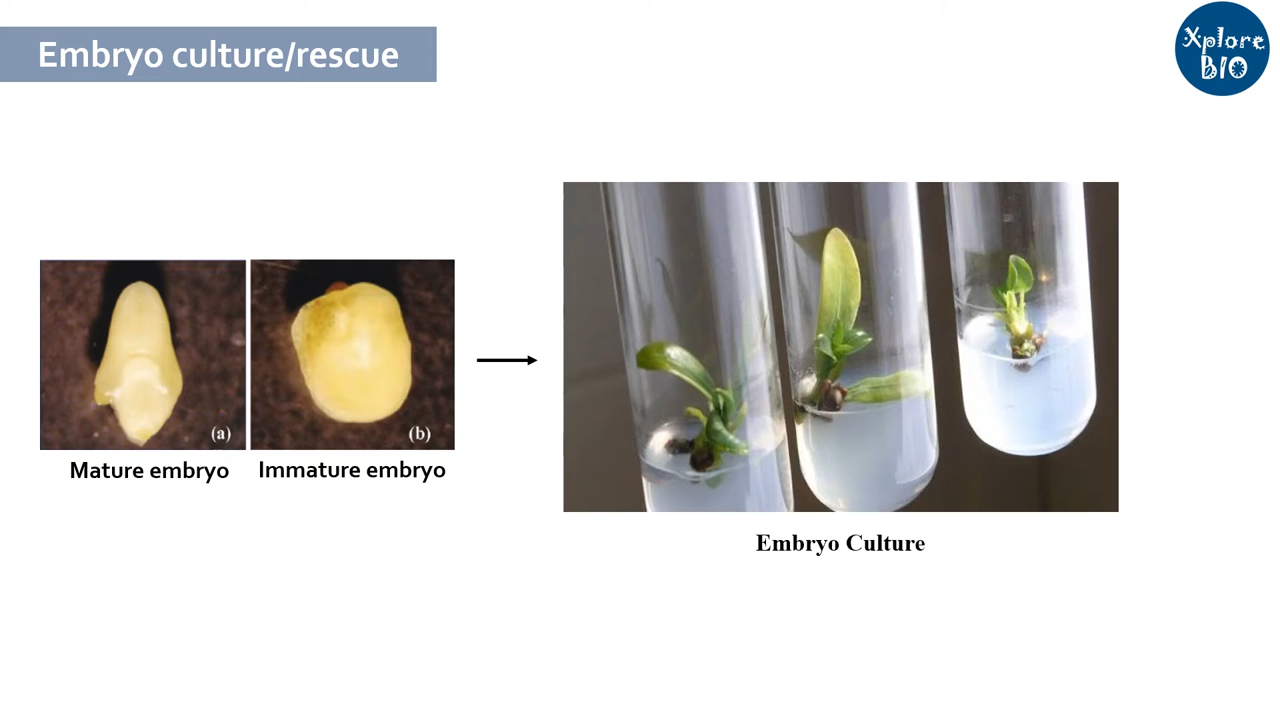 Embryo culture/rescue
Xplore
BIO
(a)
(b)
Mature embryo
Immature embryo
Embryo Culture